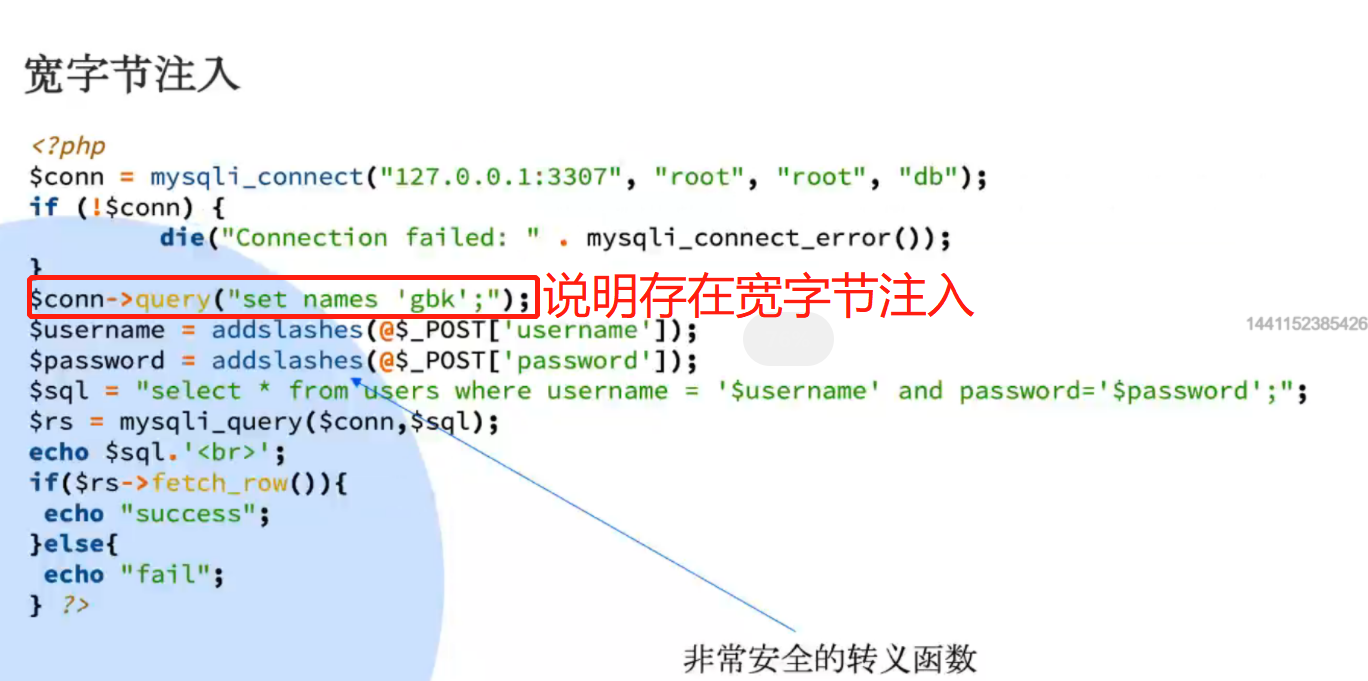 宽字节注入
<?php
$conn = mysqli_connect("127.0.0.1:3307", "root", "root", "db");
if (!$conn) {
die("Connection failed: " . mysqli_connect_error());
}
$conn->query("set names 'gbk';");
说明存在宽字节注入
$username = addslashes(@$_POST['username']);
1441152385426
$password = addslashes(@$_POST['password']);
$sql = "select * from users where username = '$username' and password='$password';";
$rs = mysqli_query($conn,$sql);
echo $sql.'<br>';
if($rs->fetch_row()){
echo "success";
}else{
echo "fail";
} ?>
非常安全的转义函数